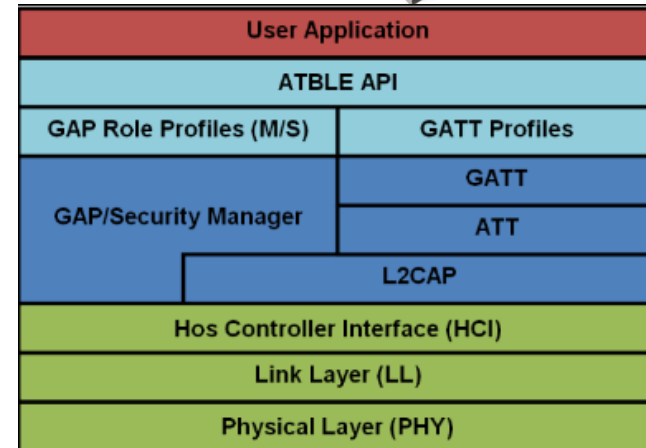 User Application
ATBLE API
GAP Role Profiles (M/S)
GATT Profiles
GATT
GAP/Security Manager
ATT
L2CAP
Hos Controller Interface (HCI)
Link Layer (LL)
Physical Layer (PHY)